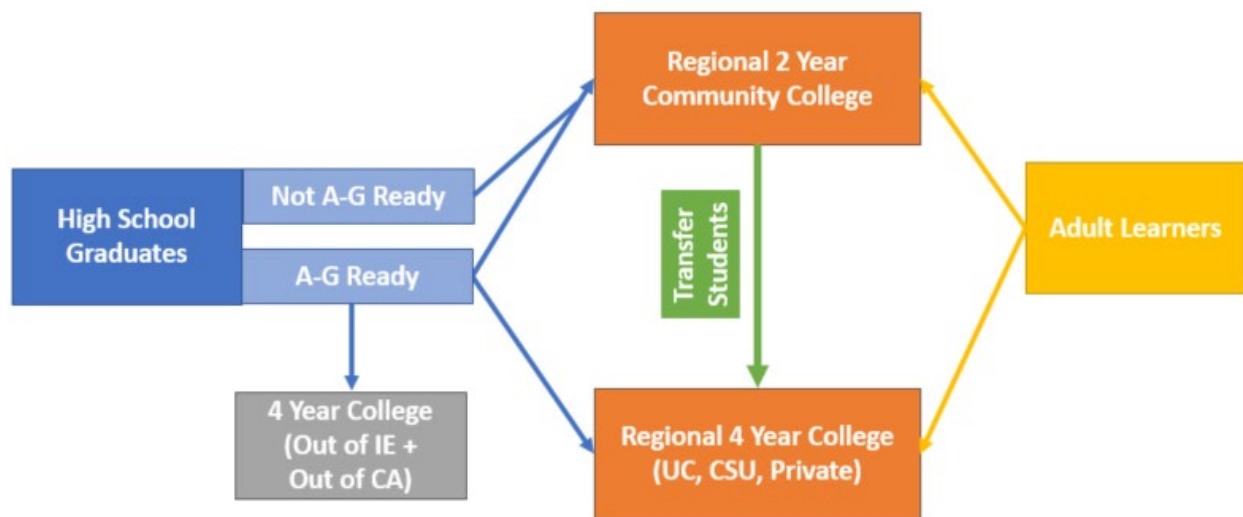 Regional 2 Year
Community College
Not A-G Ready
High School
Graduates
A-G Ready
Transfer
Students
Adult Learners
4 Year College
(Out of IE +
Out of CA)
Regional 4 Year College
(UC, CSU, Private)